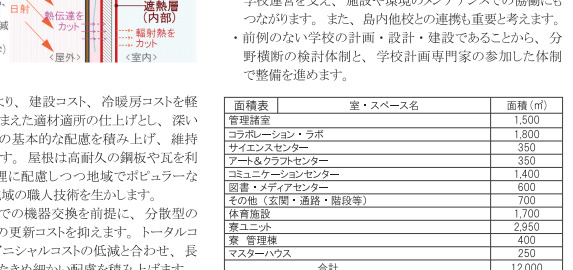 日射
熱伝達を
カット
遮熱層
(内部)
輻射熱を
カット
<屋外>
<室内>
より、建設コスト、冷暖房コストを軽
まえた適材適所の仕上げとし、深い
の基本的な配慮を積み上げ、維持
す。屋根は高耐久の鋼板や瓦を利
理に配慮しつつ地域でポピュラーな
域の職人技術を生かします。
での機器交換を前提に、分散型の
の更新コストを抑えます。トータルコ
イニシャルコストの低減と合わせ、長
たきめ細かい配慮を積み上げます
学校運営を支え、施設や環境のメンテナンスでの協働にも
つながります。また、島内他校との連携も重要と考えます。
・前例のない学校の計画・設計・建設であることから、分
野横断の検討体制と、学校計画専門家の参加した体制
で整備を進めます。
面積表 室・スペース名 面積(㎡)
管理諸室 1,500
コラボレーション・ラボ 1,800
サイエンスセンター 350
アート&クラフトセンター 350
コミュニケーションセンター 1,400
図書・メディアセンター 600
その他(玄関・通路・階段等) 700
体育施設 1,700
寮ユニット 2,950
寮 管理棟 400
マスターハウス 250
合計 12,000